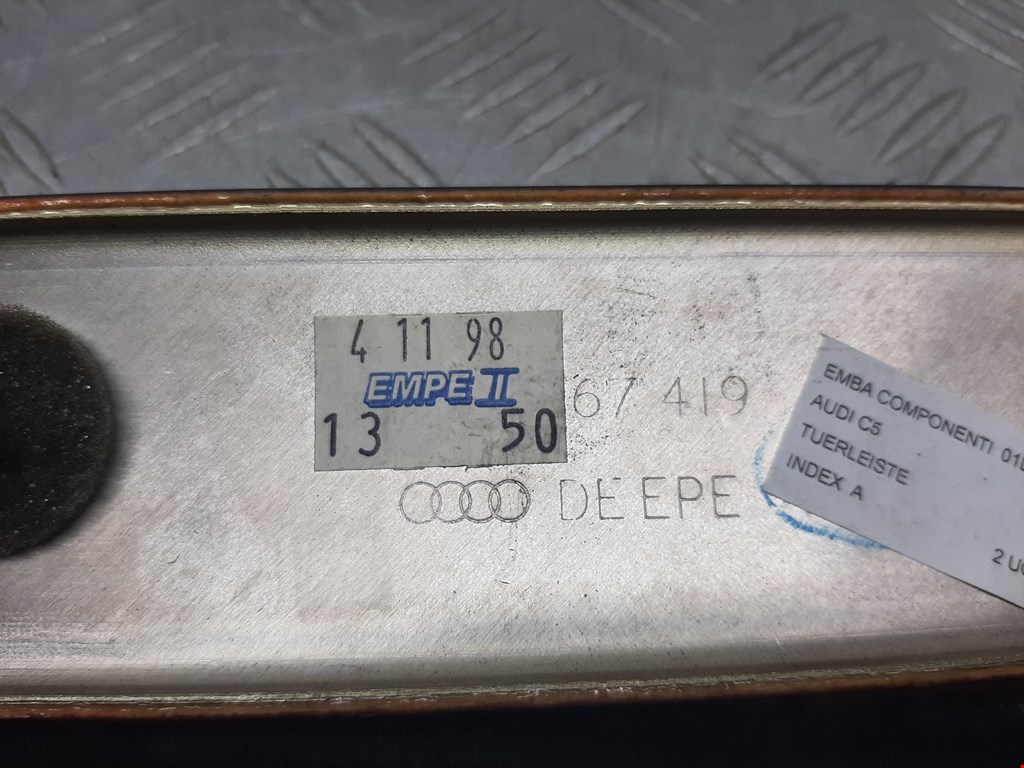 4 11 98
EMPE II
13 50
67 419
DE EPE
EMBA COMPONENTI
AUDI C5
TUERLEISTE
INDEX A